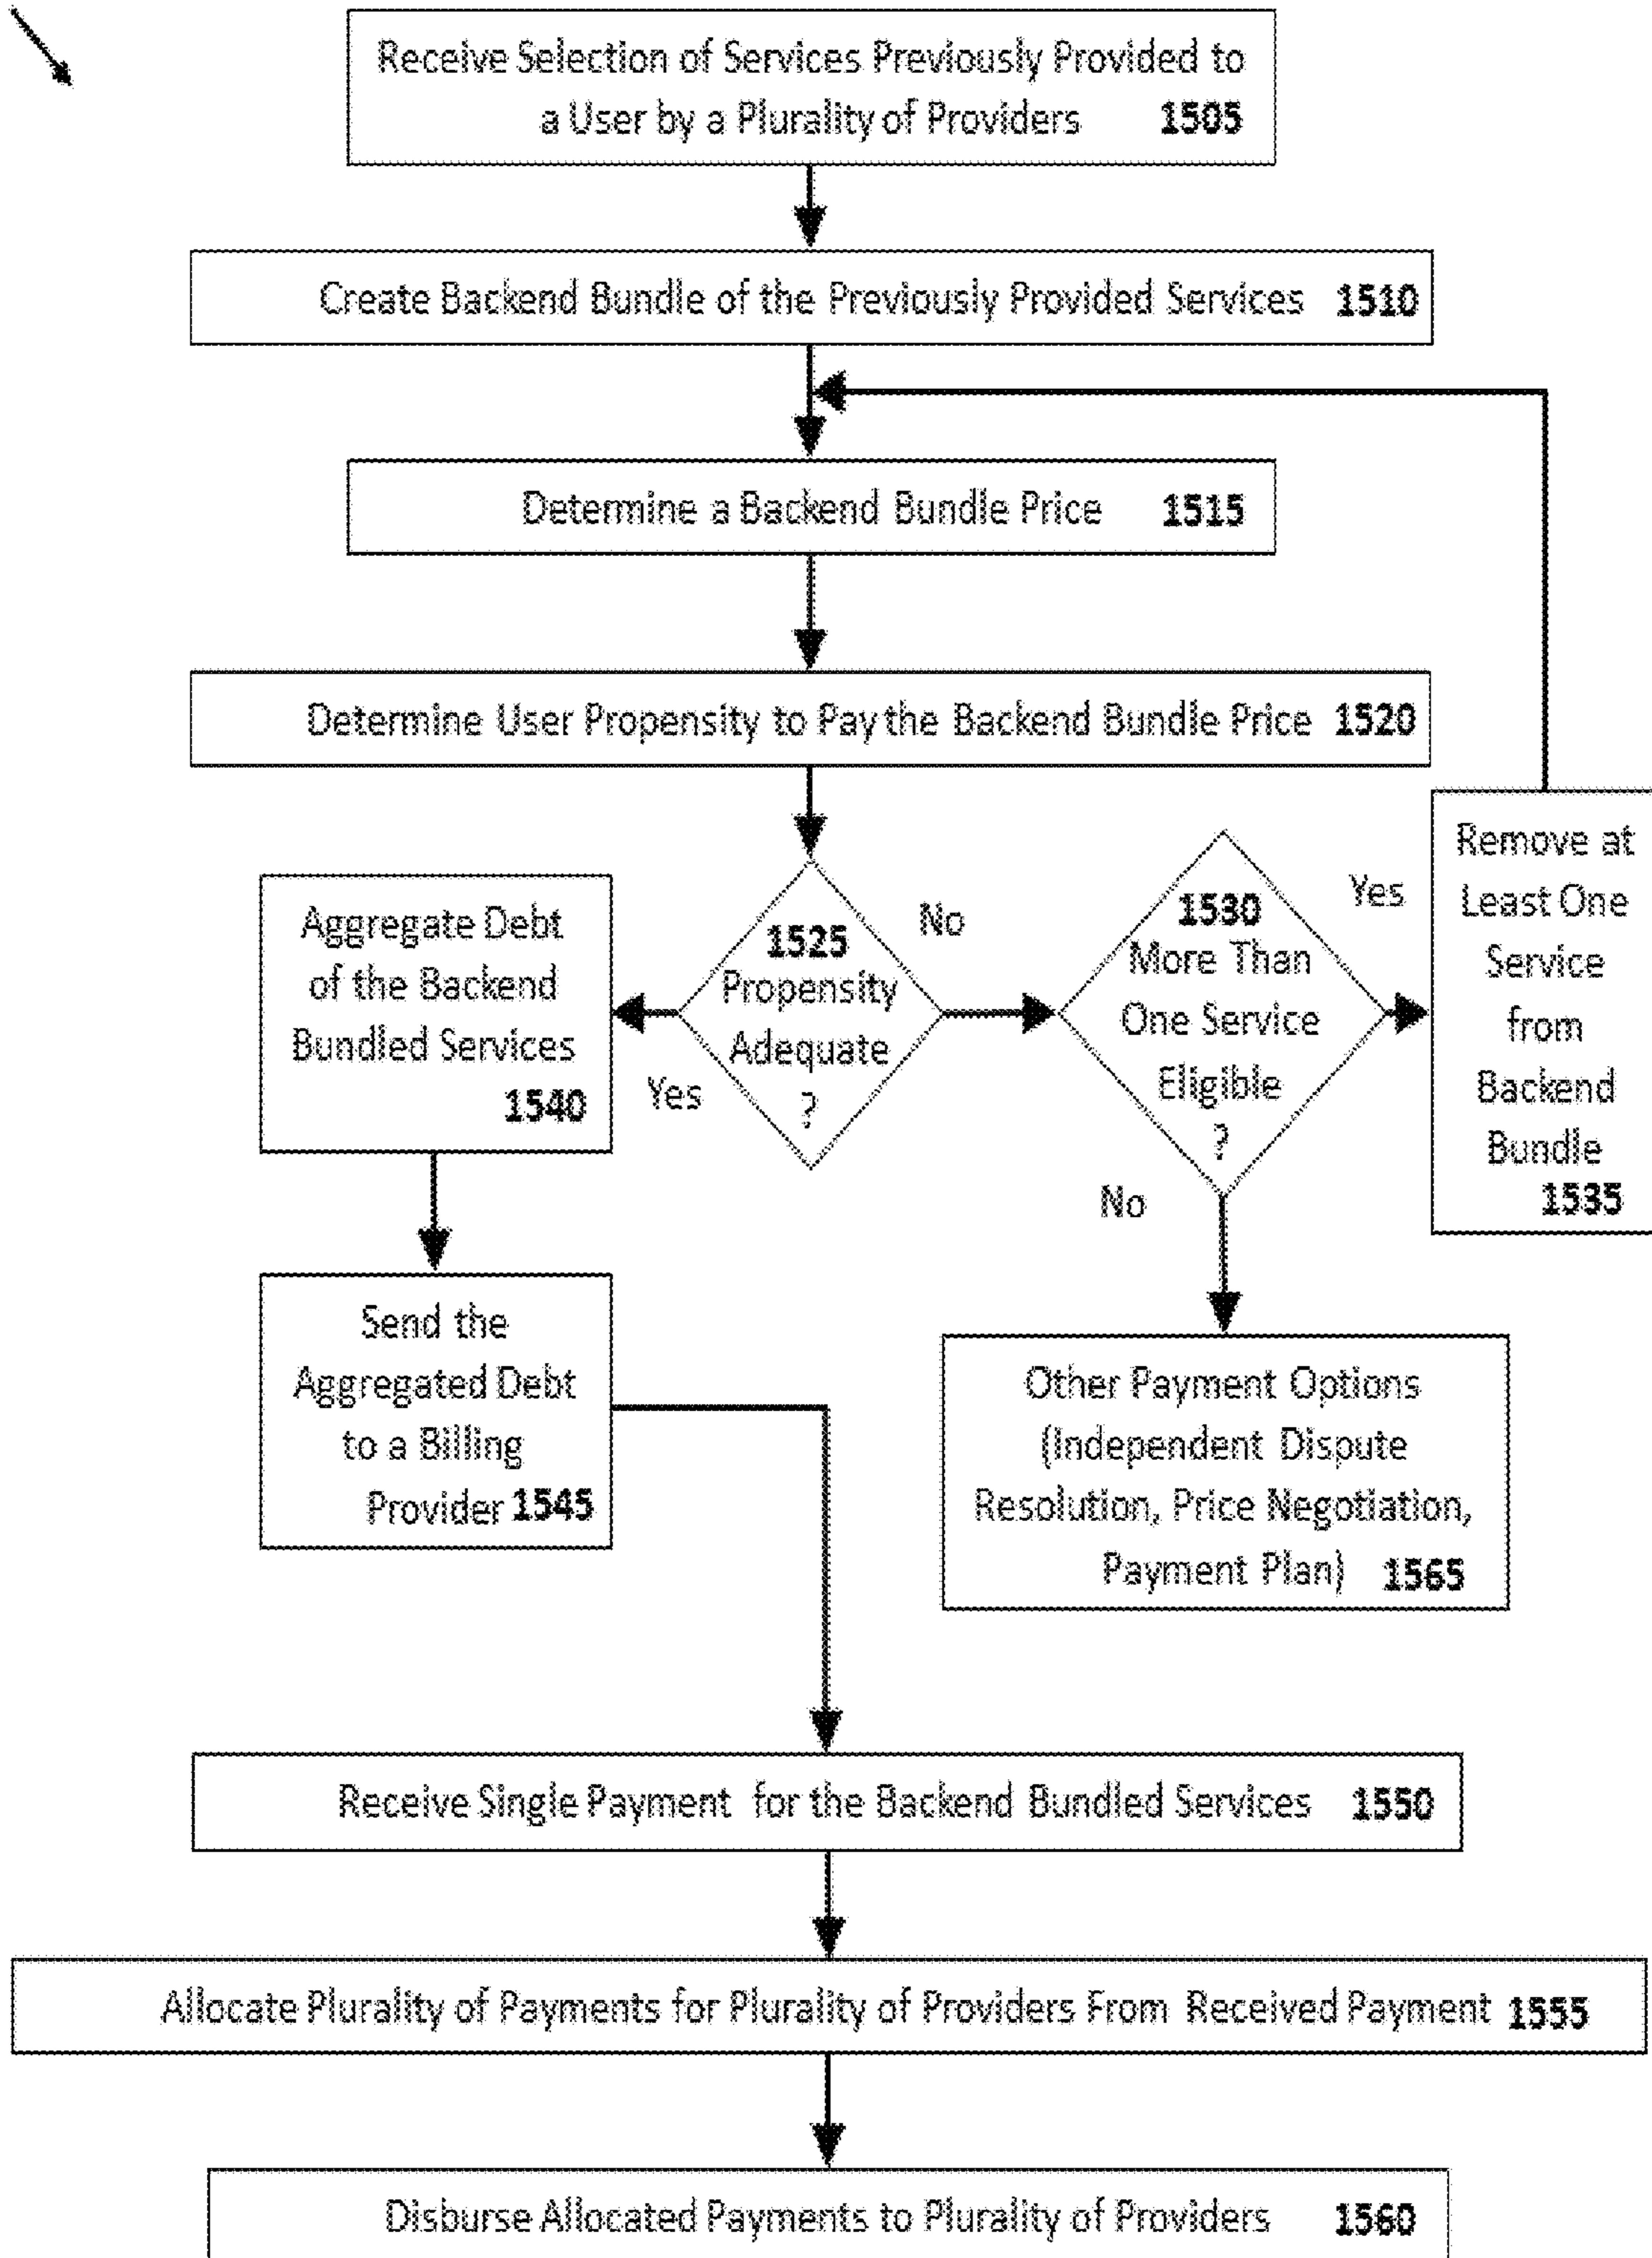 Receive Selection of Services Previously Provided to
a User by a Plurality of Providers 1505
Create Backend Bundle of the Previously Provided Services 1510
Determine a Backend Bundle Price 1515
Determine User Propensity to Pay the Backend Bundle Price 1520
Aggregate Debt
of the Backend
Bundled Services
1540
Yes
1525
Propensity
Adequate
?
No
1530
More Than
One Service
Eligible
?
Yes
No
Remove at
Least One
Service
from
Backend
Bundle
1535
Send the
Aggregated Debt
to a Billing
Provider 1545
Other Payment Options
(Independent Dispute
Resolution, Price Negotiation,
Payment Plan) 1565
Receive Single Payment for the Backend Bundled Services 1550
Allocate Plurality of Payments for Plurality of Providers From Received Payment 1555
Disburse Allocated Payments to Plurality of Providers 1560